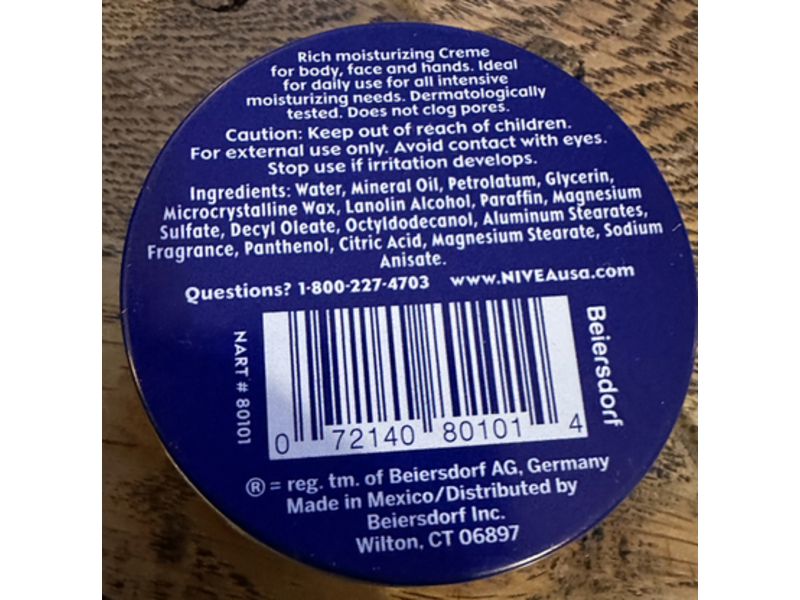 Rich moisturizing Creme
for body, face and hands. Ideal
for daily use for all intensive
moisturizing needs. Dermatologically
tested. Does not clog pores.
Caution: Keep out of reach of children.
For external use only. Avoid contact with eyes.
Stop use if irritation develops.
Ingredients: Water, Mineral Oil, Petrolatum, Glycerin,
Microcrystalline Wax, Lanolin Alcohol, Paraffin, Magnesium
Sulfate, Decyl Oleate, Octyldodecanol, Aluminum Stearates,
Fragrance, Panthenol, Citric Acid, Magnesium Stearate, Sodium
Anisate.
Questions? 1-800-227-4703 www.NIVEAusa.com
NART # 80101
0 72140 80101 4
Beiersdorf
® = reg. tm. of Beiersdorf AG, Germany
Made in Mexico/Distributed by
Beiersdorf Inc.
Wilton, CT 06897